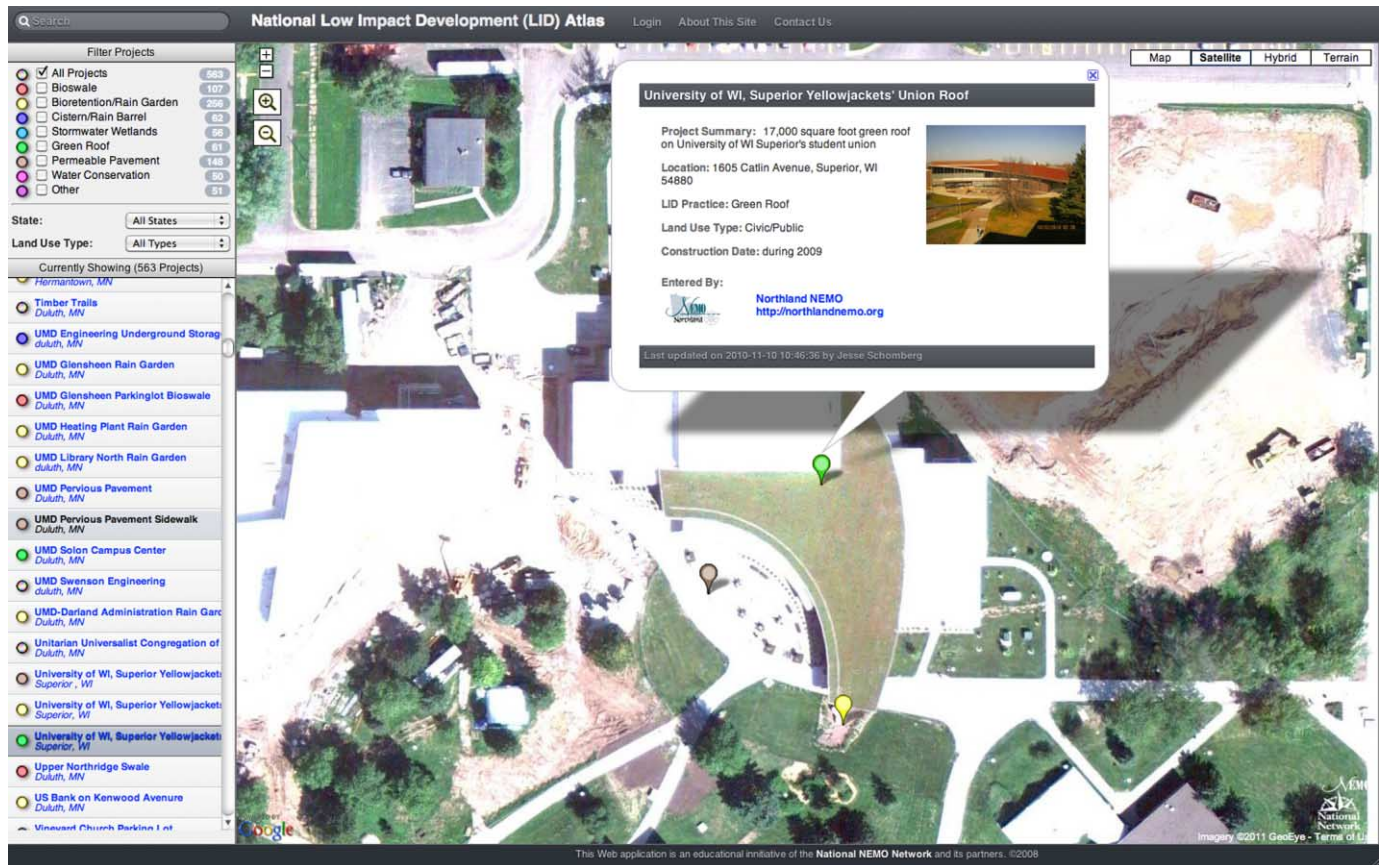 Search
National Low Impact Development (LID) Atlas
Login
About This Site
Contact Us
Filter Projects
All Projects 563
Bioswale 107
Bioretention/Rain Garden 256
Cistern/Rain Barrel 62
Stormwater Wetlands 56
Green Roof 61
Permeable Pavement 148
Water Conservation 50
Other 51
State: All States
Land Use Type: All Types
Currently Showing (563 Projects)
Hermantown, MN
Timber Trails
Duluth, MN
UMD Engineering Underground Storag
duluth, MN
UMD Glensheen Rain Garden
Duluth, MN
UMD Glensheen Parkinglot Bioswale
Duluth, MN
UMD Heating Plant Rain Garden
Duluth, MN
UMD Library North Rain Garden
duluth, MN
UMD Pervious Pavement
Duluth, MN
UMD Pervious Pavement Sidewalk
Duluth, MN
UMD Solon Campus Center
Duluth, MN
UMD Swenson Engineering
duluth, MN
UMD-Darland Administration Rain Gard
Duluth, MN
Unitarian Universalist Congregation of
Duluth, MN
University of WI, Superior Yellowjackets
Superior , WI
University of WI, Superior Yellowjackets
Superior, WI
University of WI, Superior Yellowjackets
Superior, WI
Upper Northridge Swale
Duluth, MN
US Bank on Kenwood Avenure
Duluth, MN
Vineyard Church Parking Lot
Map
Satellite
Hybrid
Terrain
University of WI, Superior Yellowjackets' Union Roof
Project Summary: 17,000 square foot green roof
on University of WI Superior's student union
Location: 1605 Catlin Avenue, Superior, WI
54880
LID Practice: Green Roof
Land Use Type: Civic/Public
Construction Date: during 2009
Entered By:
NEMO
Northland
Northland NEMO
http://northlandnemo.org
Last updated on 2010-11-10 10:46:36 by Jesse Schomberg
Google
NEMO
National
Network
Imagery ©2011 GeoEye - Terms of U
This Web application is an educational innitiative of the National NEMO Network and its partners. ©2008